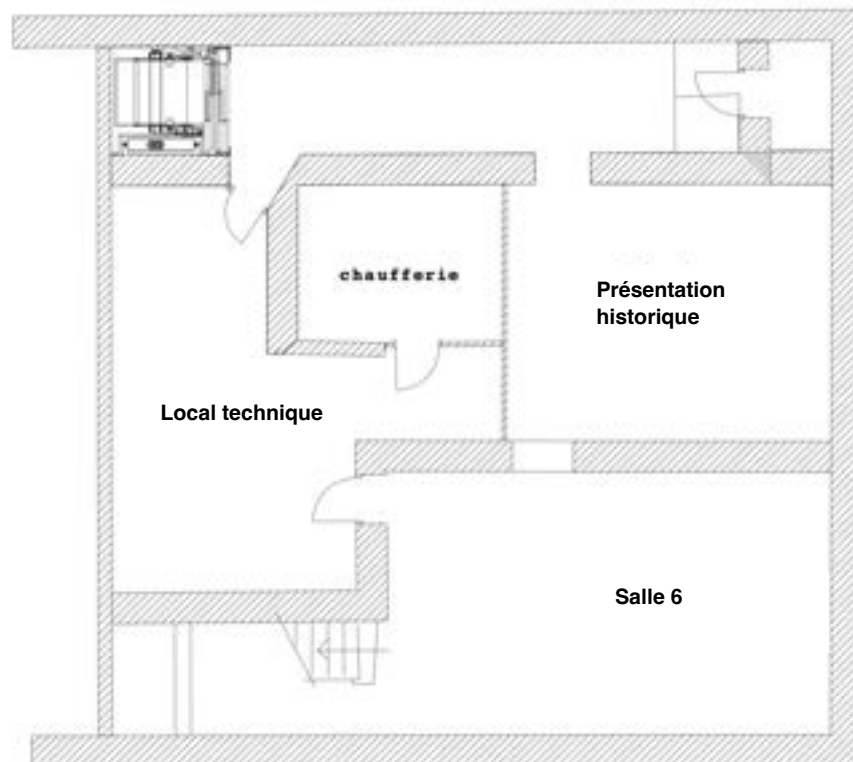 chaufferie
Présentation
historique
Local technique
Salle 6